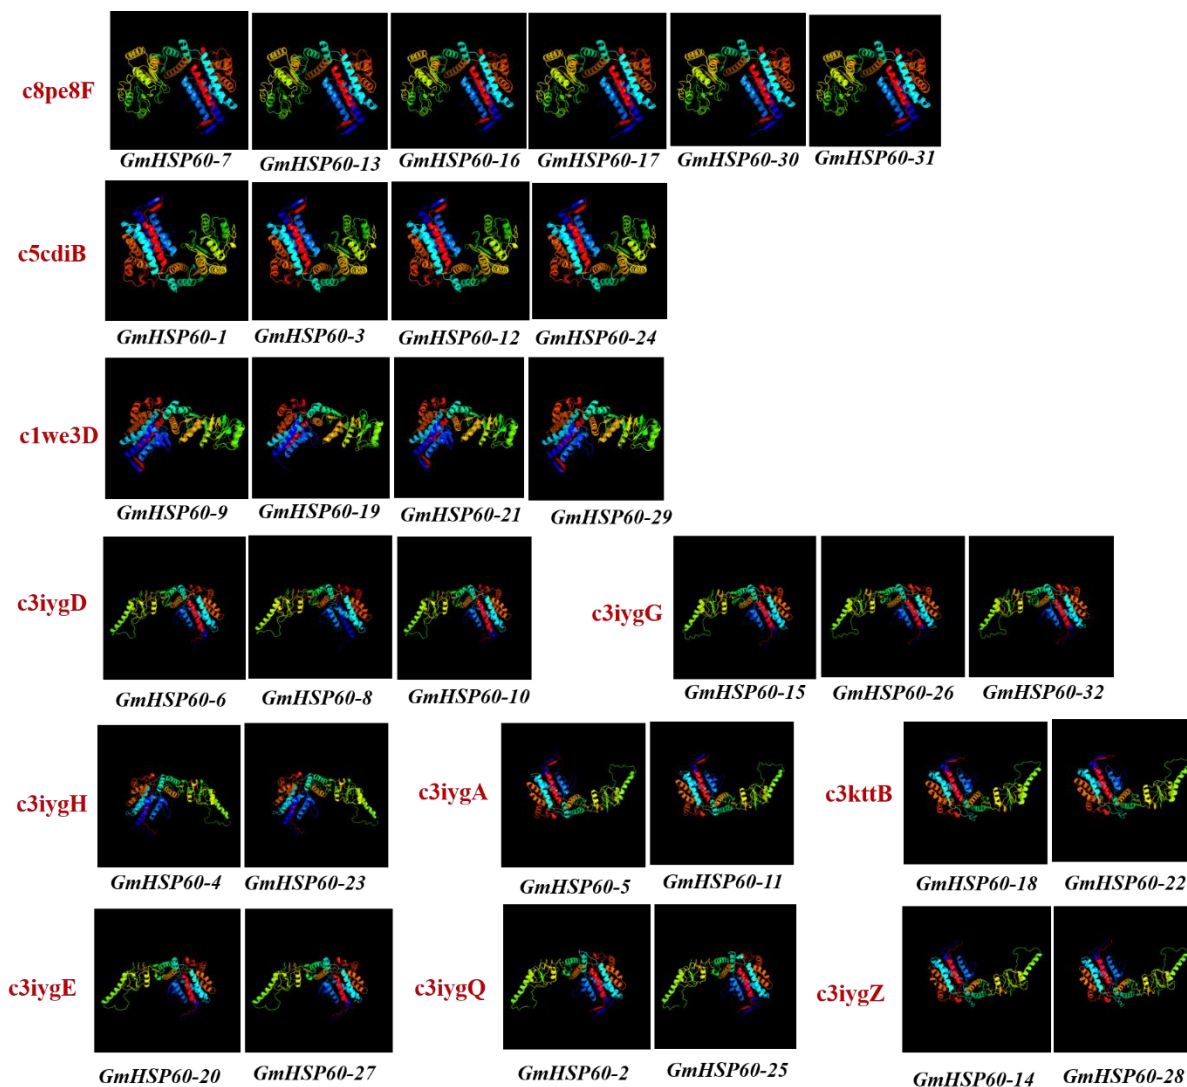 c8pe8F
GmHSP60-7 GmHSP60-13 GmHSP60-16 GmHSP60-17 GmHSP60-30 GmHSP60-31
c5cdiB
GmHSP60-1 GmHSP60-3 GmHSP60-12 GmHSP60-24
c1we3D
GmHSP60-9 GmHSP60-19 GmHSP60-21 GmHSP60-29
c3iygD
GmHSP60-6 GmHSP60-8 GmHSP60-10
c3iygG
GmHSP60-15 GmHSP60-26 GmHSP60-32
c3iygH
GmHSP60-4 GmHSP60-23
c3iygA
GmHSP60-5 GmHSP60-11
c3kttB
GmHSP60-18 GmHSP60-22
c3iygE
GmHSP60-20 GmHSP60-27
c3iygQ
GmHSP60-2 GmHSP60-25
c3iygZ
GmHSP60-14 GmHSP60-28